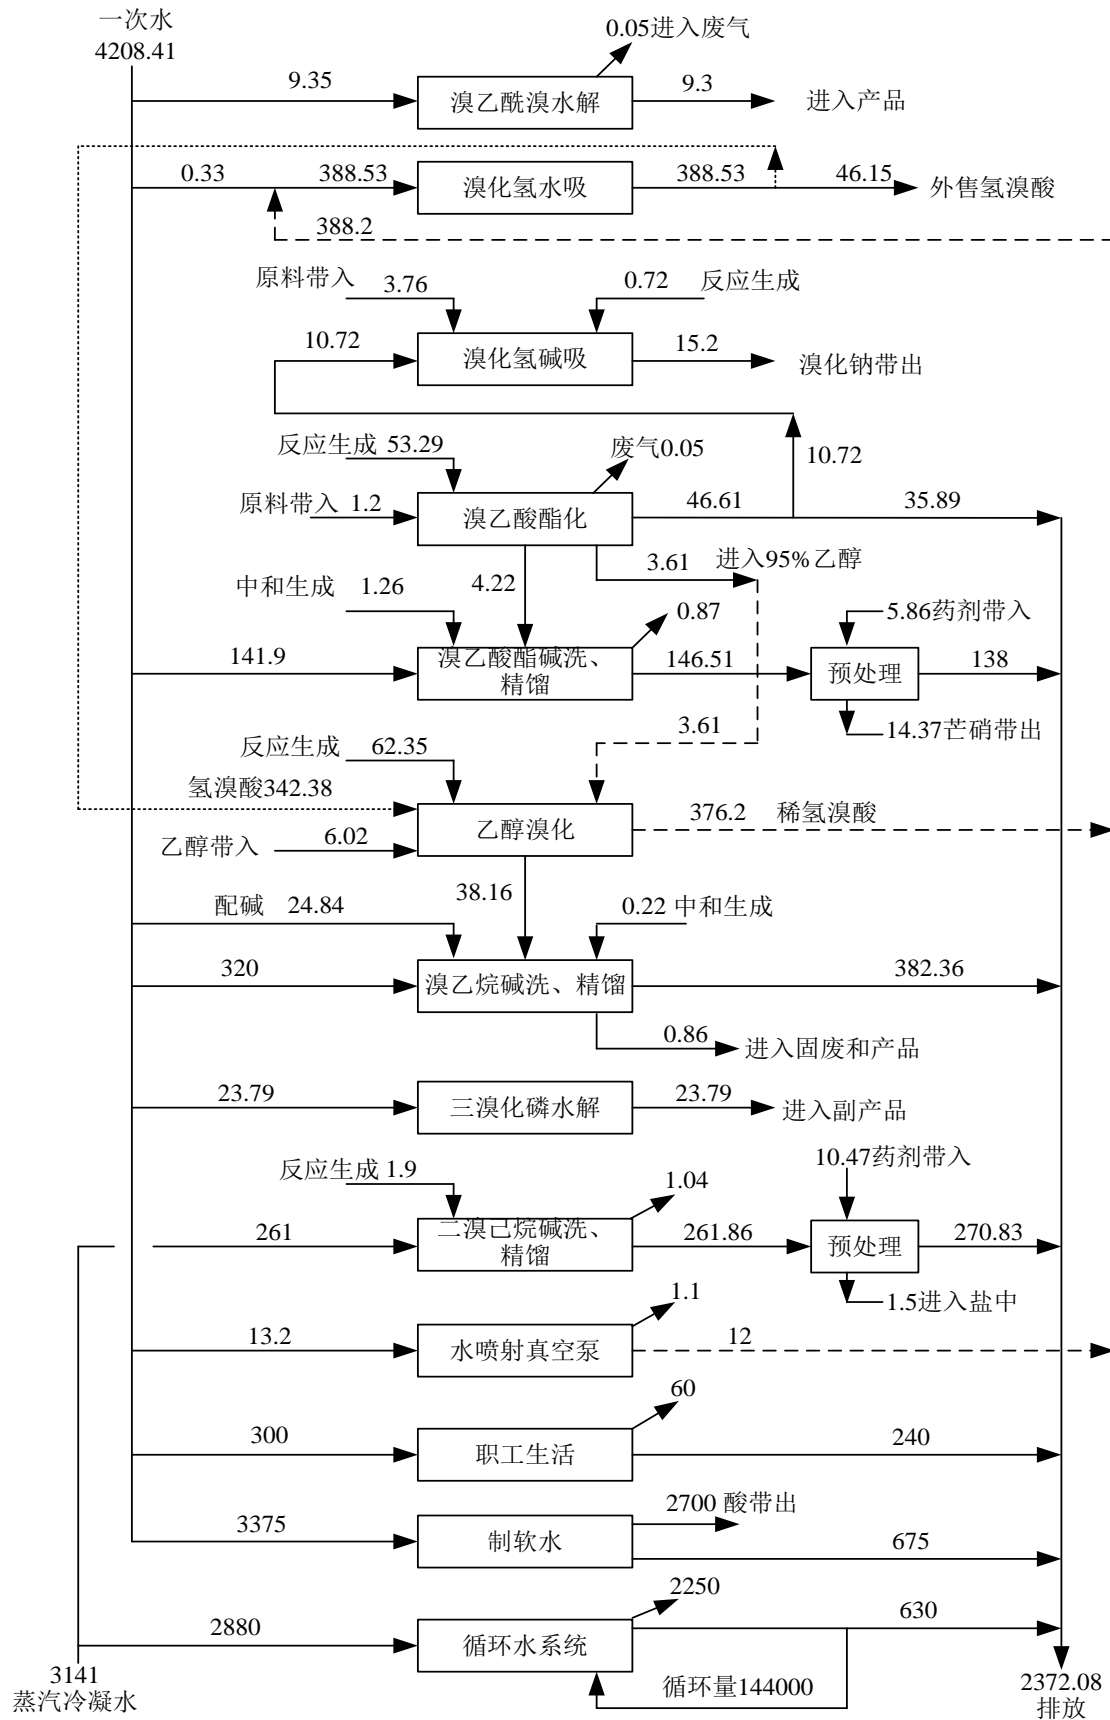 一次水
4208.41
0.05进入废气
9.35
溴乙酰溴水解
9.3
进入产品
0.33
388.53
溴化氢水吸
388.53
46.15
外售氢溴酸
388.2
原料带入
3.76
0.72
反应生成
10.72
溴化氢碱吸
15.2
溴化钠带出
反应生成 53.29
废气0.05
10.72
原料带入 1.2
溴乙酸酯化
46.61
35.89
3.61
进入95%乙醇
中和生成
1.26
4.22
0.87
5.86药剂带入
141.9
溴乙酸酯碱洗、
精馏
146.51
预处理
138
14.37芒硝带出
反应生成
62.35
3.61
氢溴酸342.38
乙醇溴化
376.2
稀氢溴酸
乙醇带入
6.02
38.16
配碱
24.84
0.22 中和生成
320
溴乙烷碱洗、精馏
382.36
0.86
进入固废和产品
23.79
三溴化磷水解
23.79
进入副产品
反应生成 1.9
1.04
10.47药剂带入
261
二溴己烷碱洗、
精馏
261.86
预处理
270.83
1.5进入盐中
13.2
水喷射真空泵
1.1
12
300
职工生活
60
240
3375
制软水
2700 酸带出
675
2880
循环水系统
2250
630
循环量144000
3141
蒸汽冷凝水
2372.08
排放